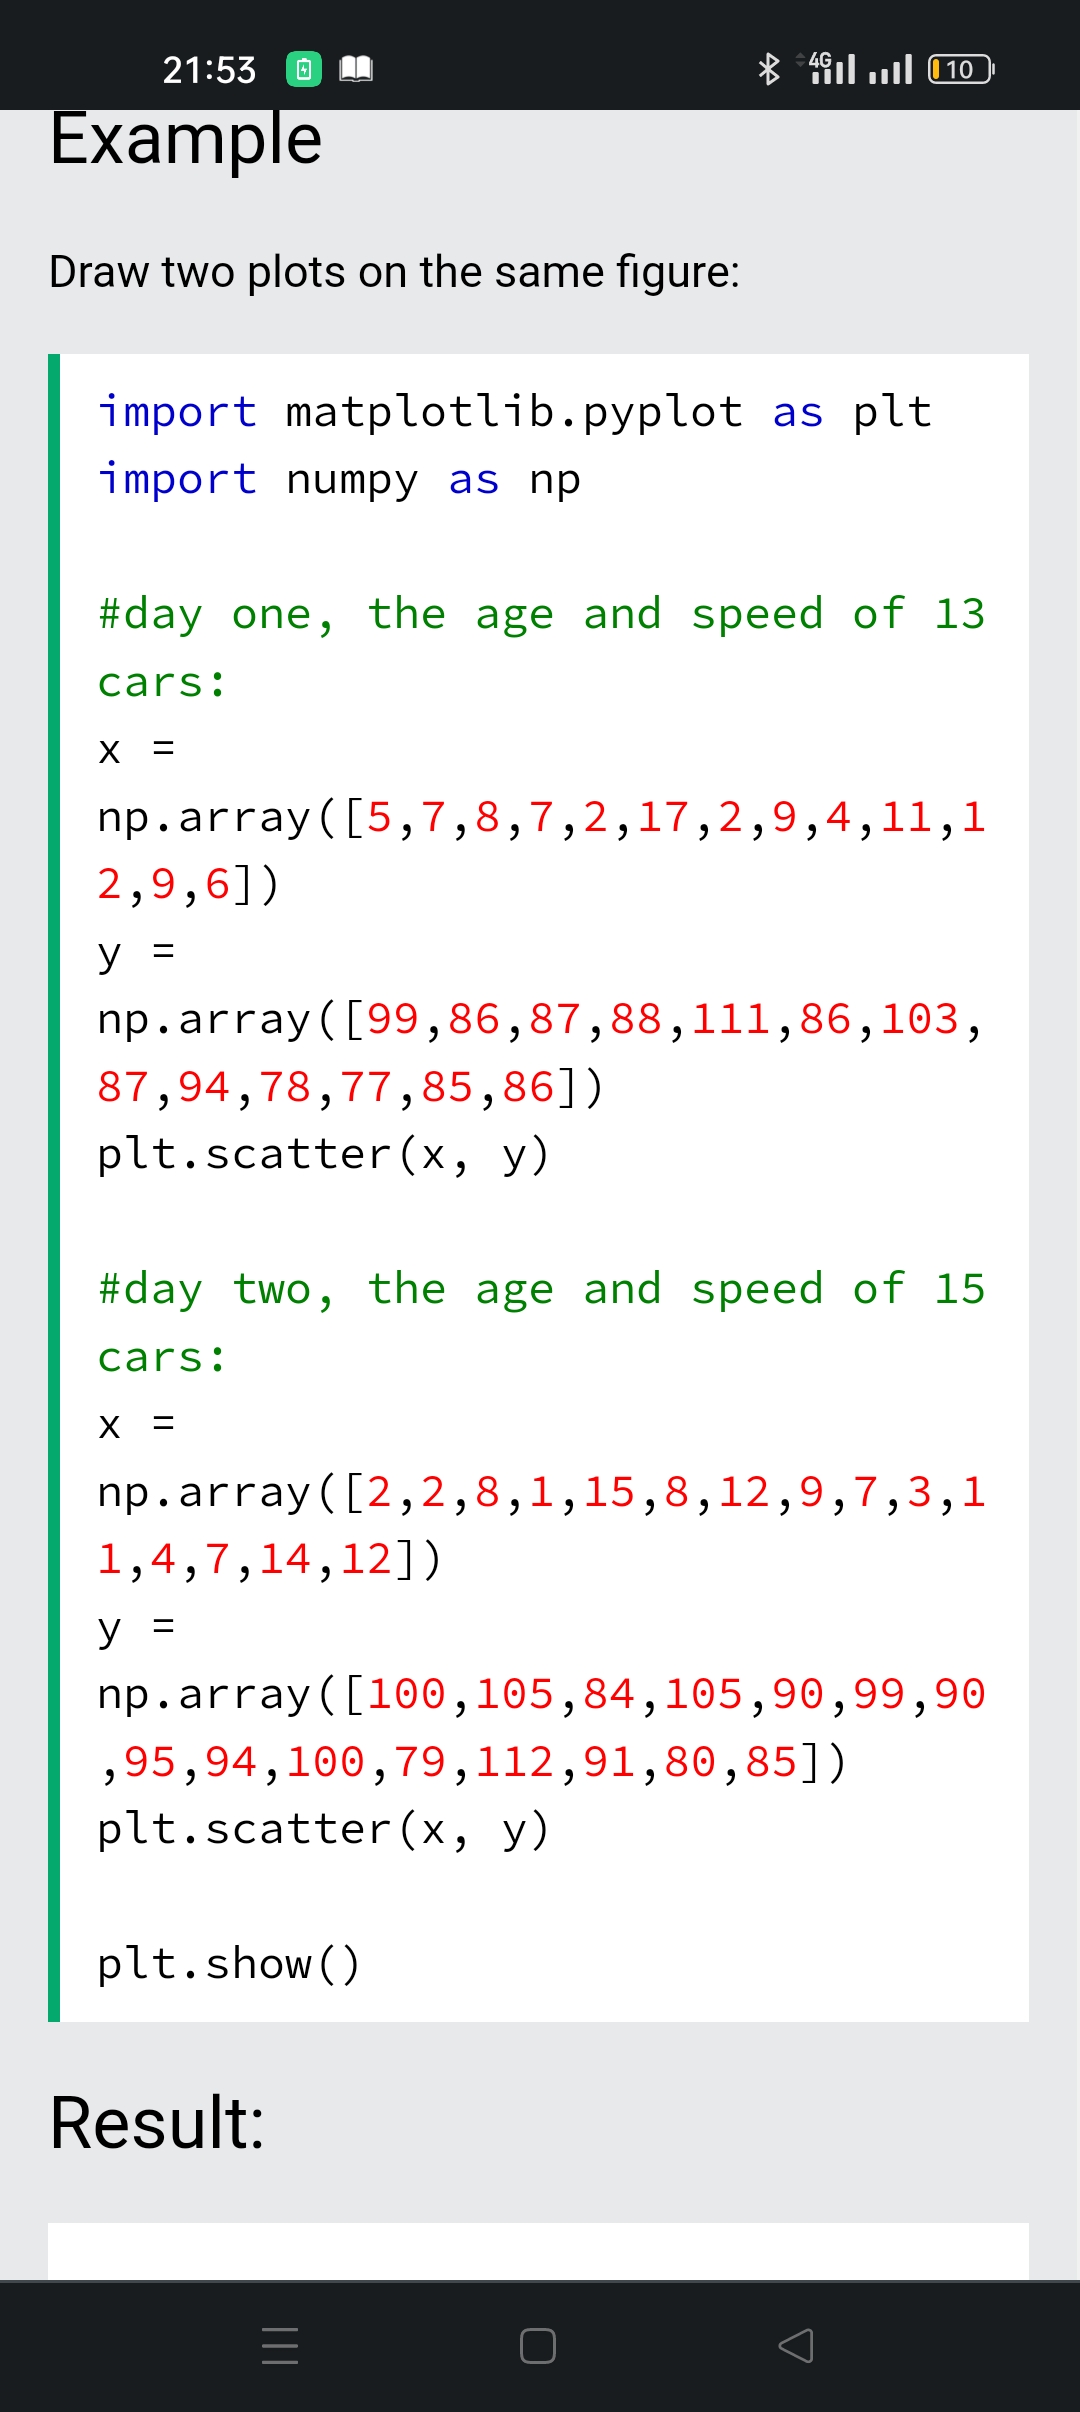 21:53
4G
10
Example
Draw two plots on the same figure:
import matplotlib.pyplot as plt
import numpy as np
#day one, the age and speed of 13
cars:
x =
np.array([5,7,8,7,2,17,2,9,4,11,1
2,9,6])
y =
np.array([99,86,87,88,111,86,103,
87,94,78,77,85,86])
plt.scatter(x, y)
#day two, the age and speed of 15
cars:
x =
np.array([2,2,8,1,15,8,12,9,7,3,1
1,4,7,14,12])
y =
np.array([100,105,84,105,90,99,90
,95,94,100,79,112,91,80,85])
plt.scatter(x, y)
plt.show()
Result: